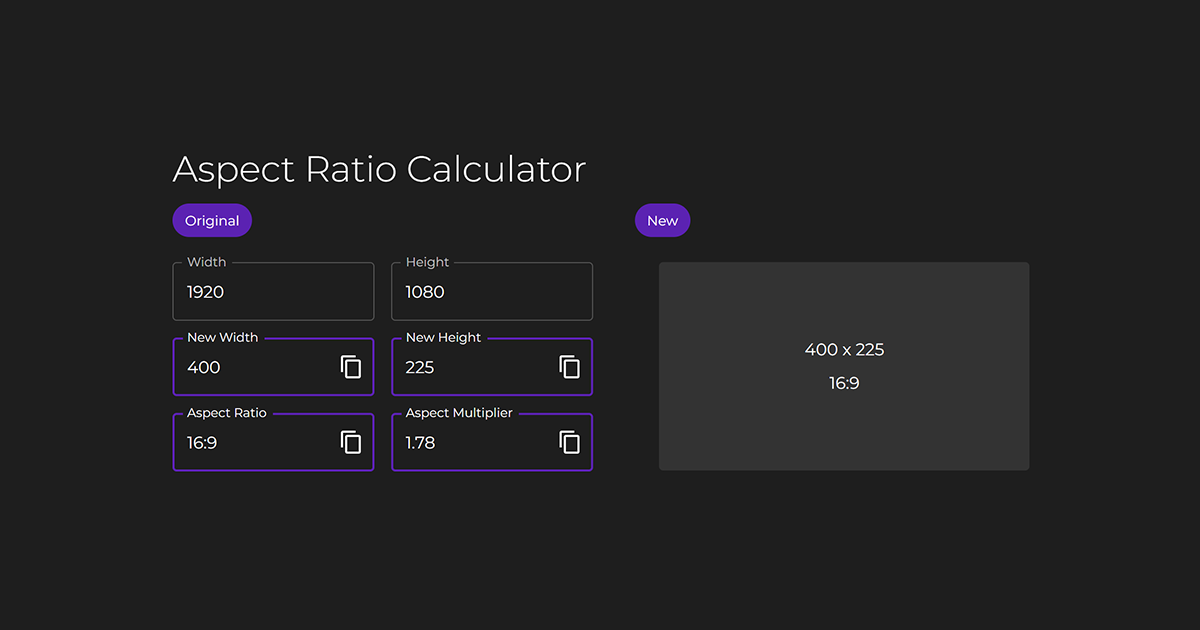 Aspect Ratio Calculator
Original
New
Width
Height
1920
1080
New Width
New Height
400
225
Aspect Ratio
Aspect Multiplier
16:9
1.78
400 x 225
16:9